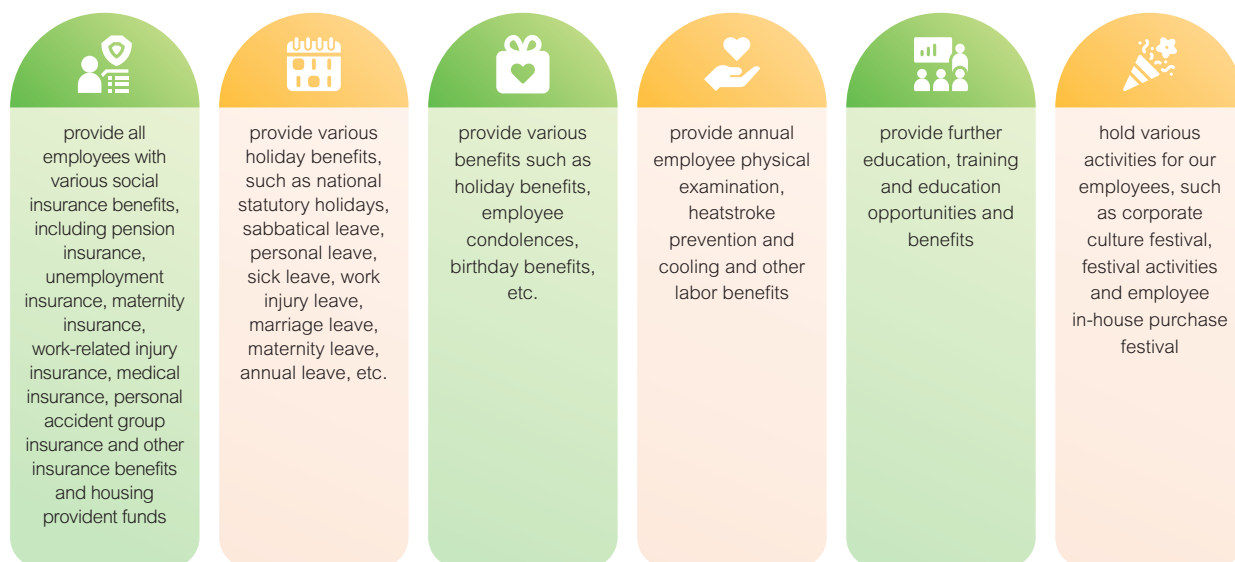 provide all
employees with
various social
insurance benefits,
including pension
insurance,
unemployment
insurance, maternity
insurance,
work-related injury
insurance, medical
insurance, personal
accident group
insurance and other
insurance benefits
and housing
provident funds
provide various
holiday benefits,
such as national
statutory holidays,
sabbatical leave,
personal leave,
sick leave, work
injury leave,
marriage leave,
maternity leave,
annual leave, etc.
provide various
benefits such as
holiday benefits,
employee
condolences,
birthday benefits,
etc.
provide annual
employee physical
examination,
heatstroke
prevention and
cooling and other
labor benefits
provide further
education, training
and education
opportunities and
benefits
hold various
activities for our
employees, such
as corporate
culture festival,
festival activities
and employee
in-house purchase
festival